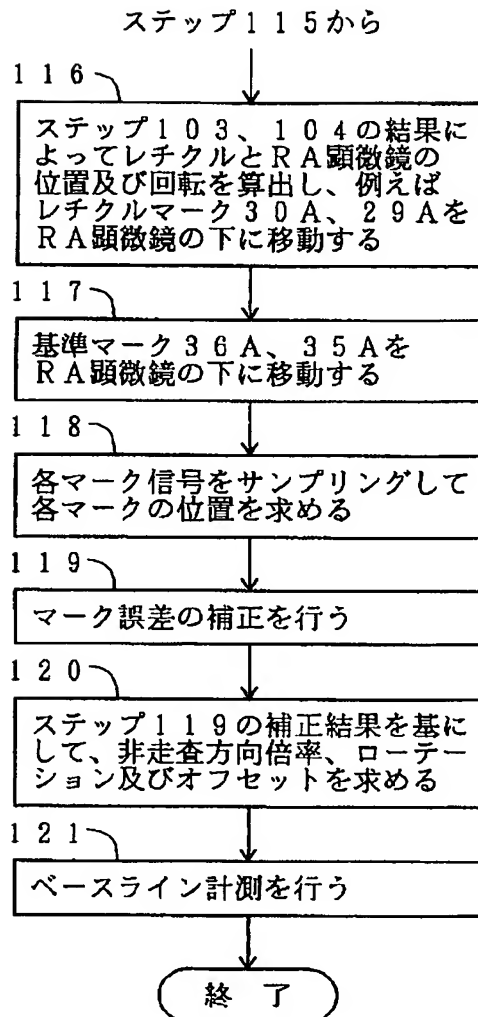 ステップ115から
116
ステップ103、104の結果に
よってレチクルとRA顕微鏡の
位置及び回転を算出し、例えば
レチクルマーク30A、29Aを
RA顕微鏡の下に移動する
117
基準マーク36A、35Aを
RA顕微鏡の下に移動する
118
各マーク信号をサンプリングして
各マークの位置を求める
119
マーク誤差の補正を行う
120
ステップ119の補正結果を基に
して、非走査方向倍率、ローテー
ション及びオフセットを求める
121
ベースライン計測を行う
終了